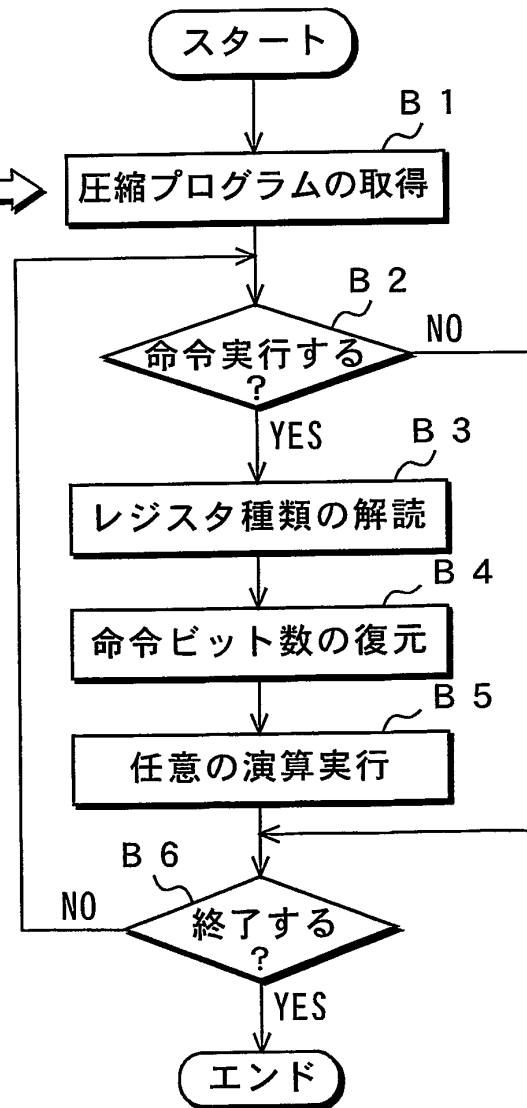 スタート
B 1
圧縮プログラムの取得
B 2
命令実行する
?
NO
YES
B 3
レジスタ種類の解読
B 4
命令ビット数の復元
B 5
任意の演算実行
B 6
NO
終了する
?
YES
エンド